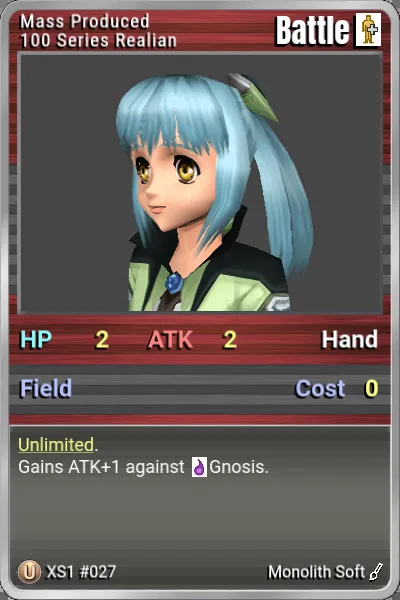 Mass Produced
100 Series Realian
Battle
HP 2 ATK 2 Hand
Field Cost 0
Unlimited.
Gains ATK+1 against Gnosis.
U XS1 #027 Monolith Soft